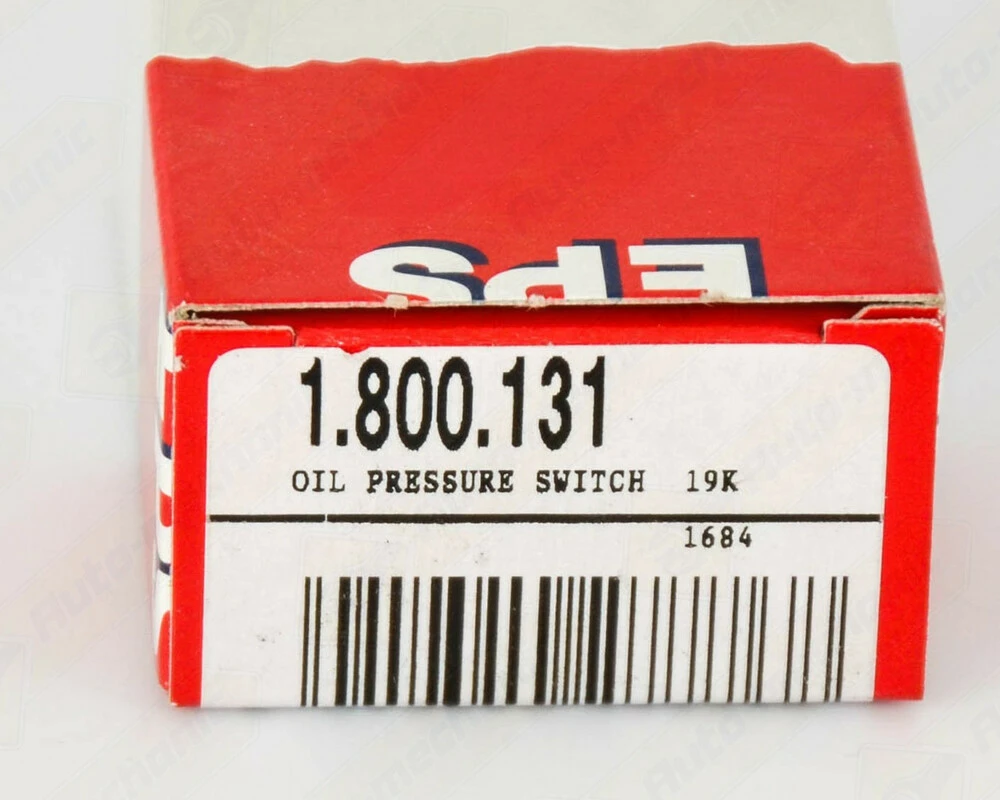 EPS
1.800.131
OIL PRESSURE SWITCH 19K
1684